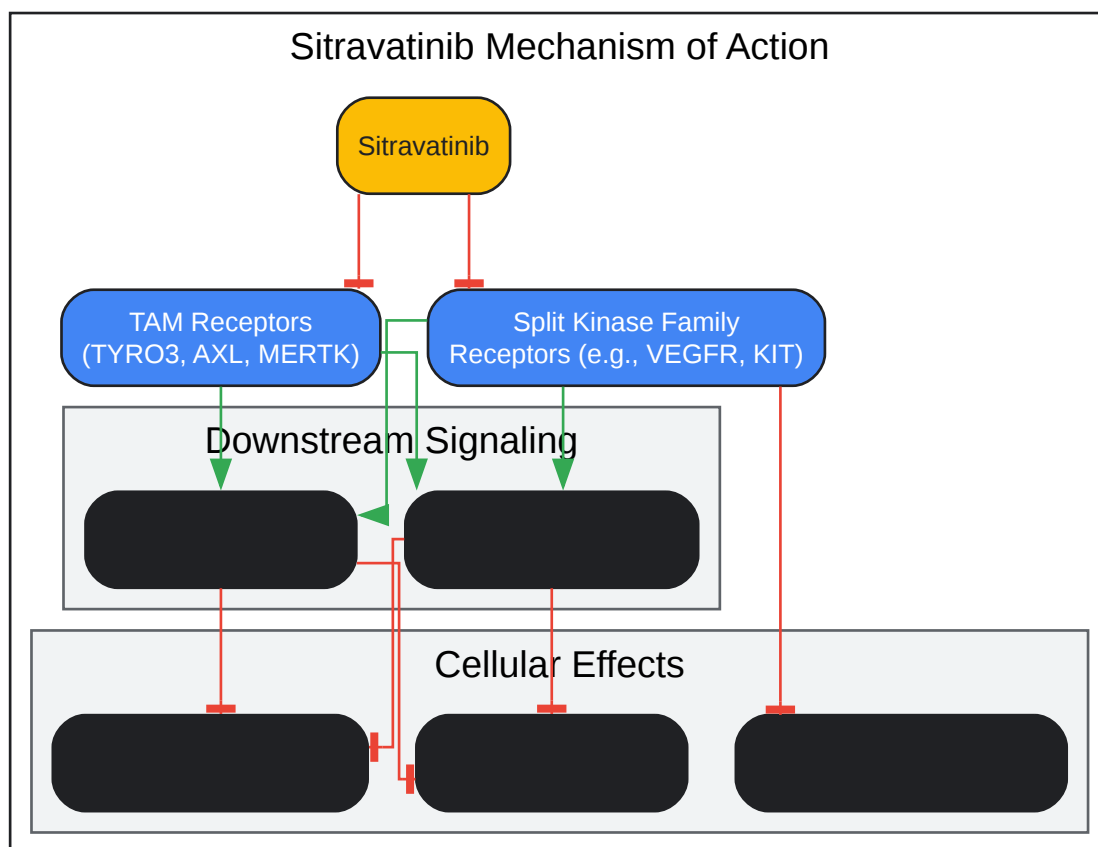 Sitravatinib Mechanism of Action
Sitravatinib
TAM Receptors
(TYRO3, AXL, MERTK)
Split Kinase Family
Receptors (e.g., VEGFR, KIT)
Downstream Signaling
Cellular Effects